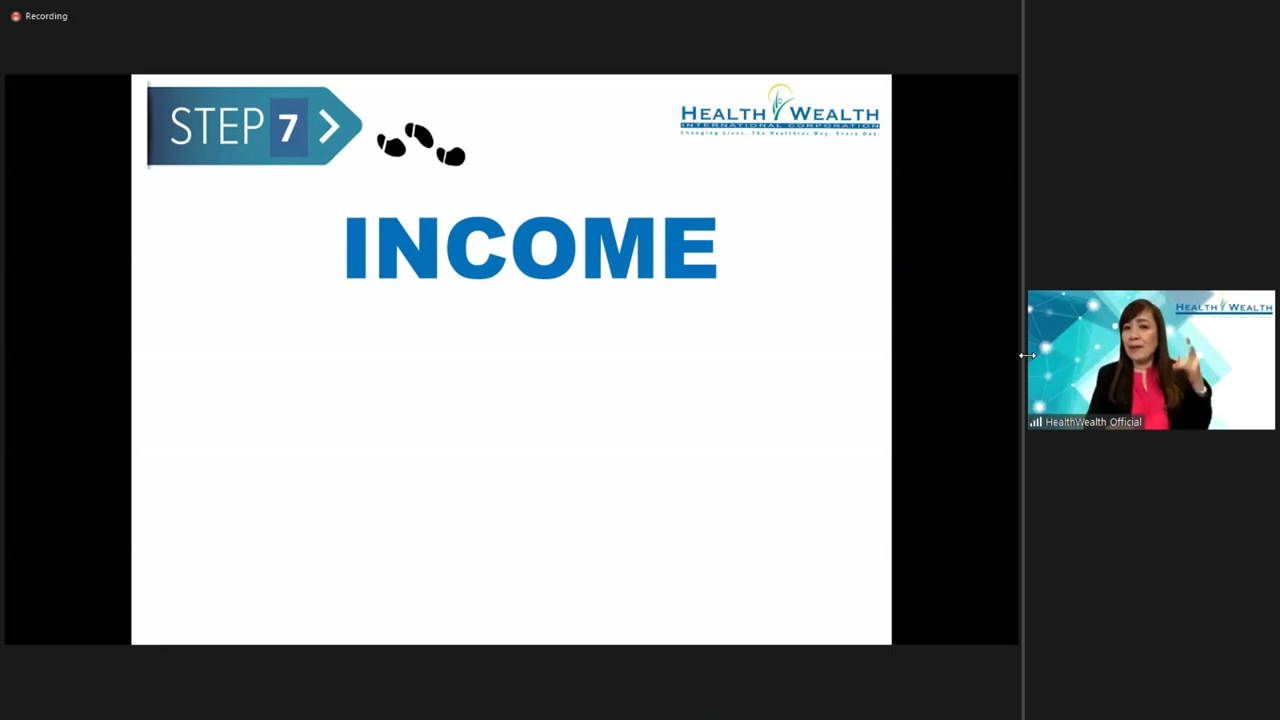 Recording
STEP 7
HEALTH WEALTH
INTERNATIONAL CORPORATION
Changing Lives. The Healthier Way. Every Day.
INCOME
HEALTH WEALTH
HealthWealth Official